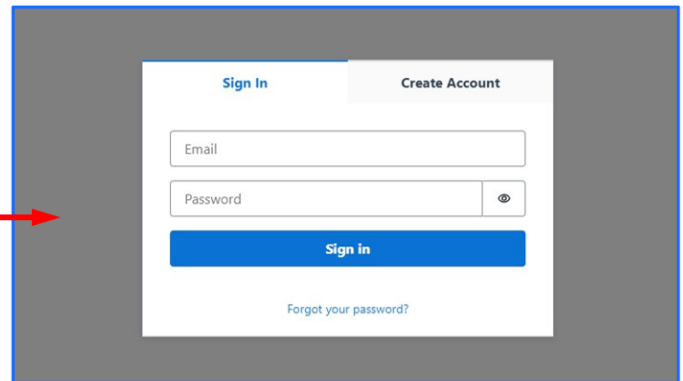 Sign In Create Account
Email
Password
Sign in
Forgot your password?